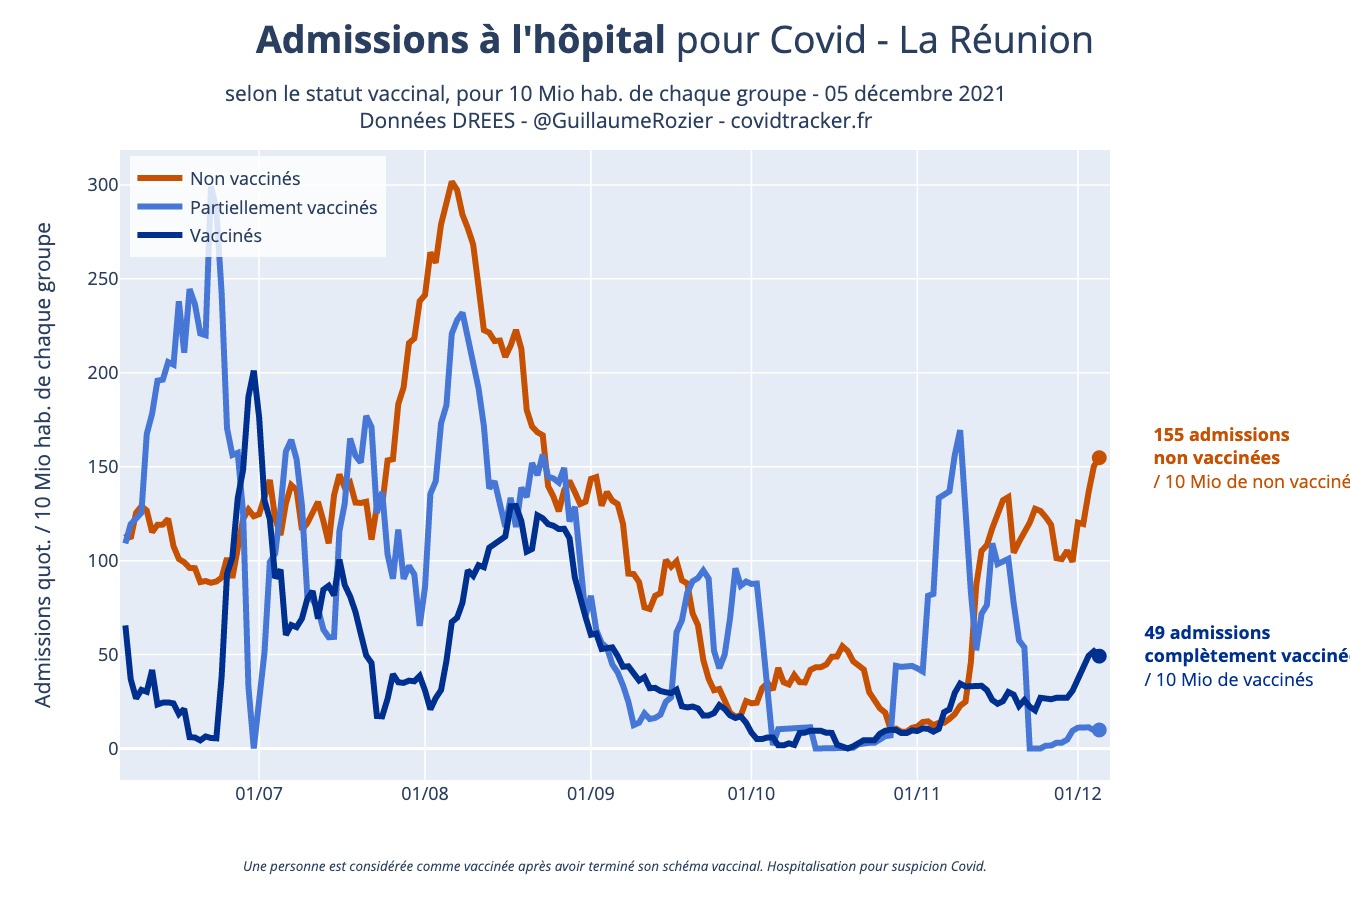 Admissions à l'hôpital pour Covid - La Réunion
selon le statut vaccinal, pour 10 Mio hab. de chaque groupe - 05 décembre 2021
Données DREES - @GuillaumeRozier - covidtracker.fr
Non vaccinés
Partiellement vaccinés
Vaccinés
Admissions quot. / 10 Mio hab. de chaque groupe
300
250
200
150
100
50
0
01/07
01/08
01/09
01/10
01/11
01/12
155 admissions
non vaccinées
/ 10 Mio de non vacciné
49 admissions
complètement vacciné
/ 10 Mio de vaccinés
Une personne est considérée comme vaccinée après avoir terminé son schéma vaccinal. Hospitalisation pour suspicion Covid.